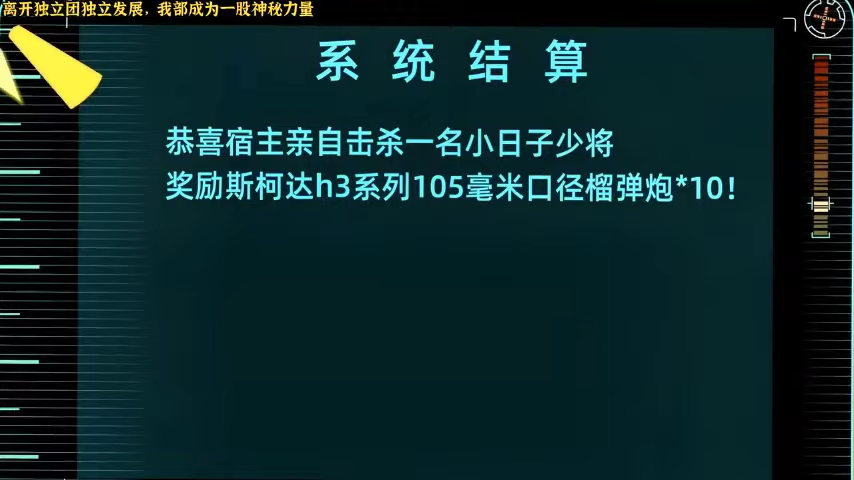 离开独立团独立发展，我部成为一股神秘力量
系统结算
恭喜宿主亲自击杀一名小日子少将
奖励斯柯达h3系列105毫米口径榴弹炮*10！